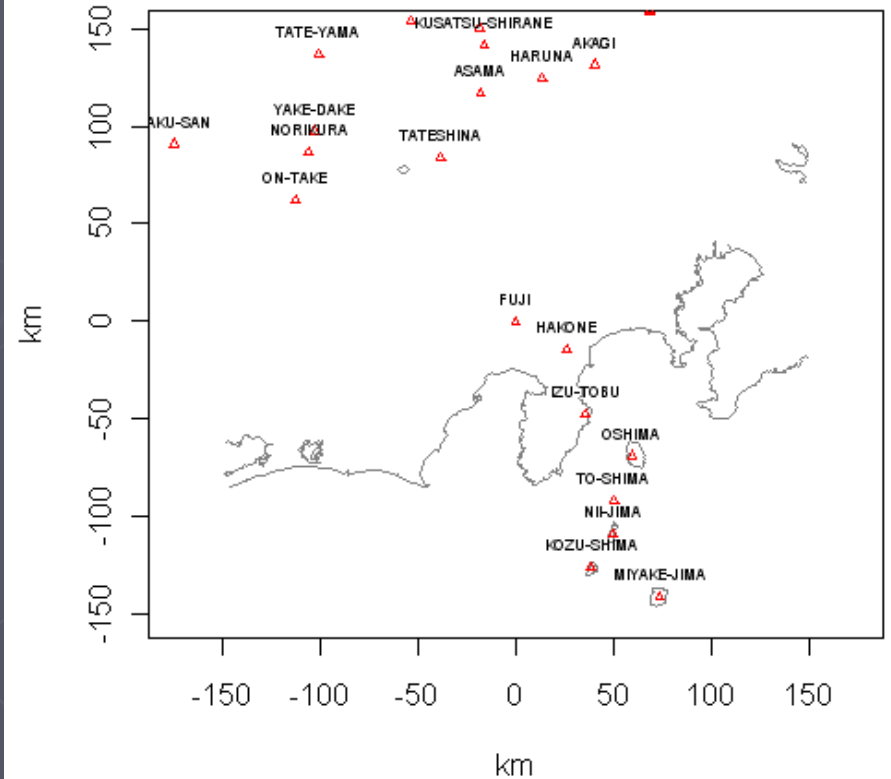 KUSATSU-SHIRANE
TATE-YAMA
AKAGI
HARUNA
ASAMA
YAKE-DAKE
AKU-SAN
NORIKURA
TATESHINA
ON-TAKE
FUJI
HAKONE
IZU-TOBU
OSHIMA
TO-SHIMA
NII-JIMA
KOZU-SHIMA
MIYAKE-JIMA
150
100
50
0
-50
-100
-150
km
-150 -100 -50 0 50 100 150
km